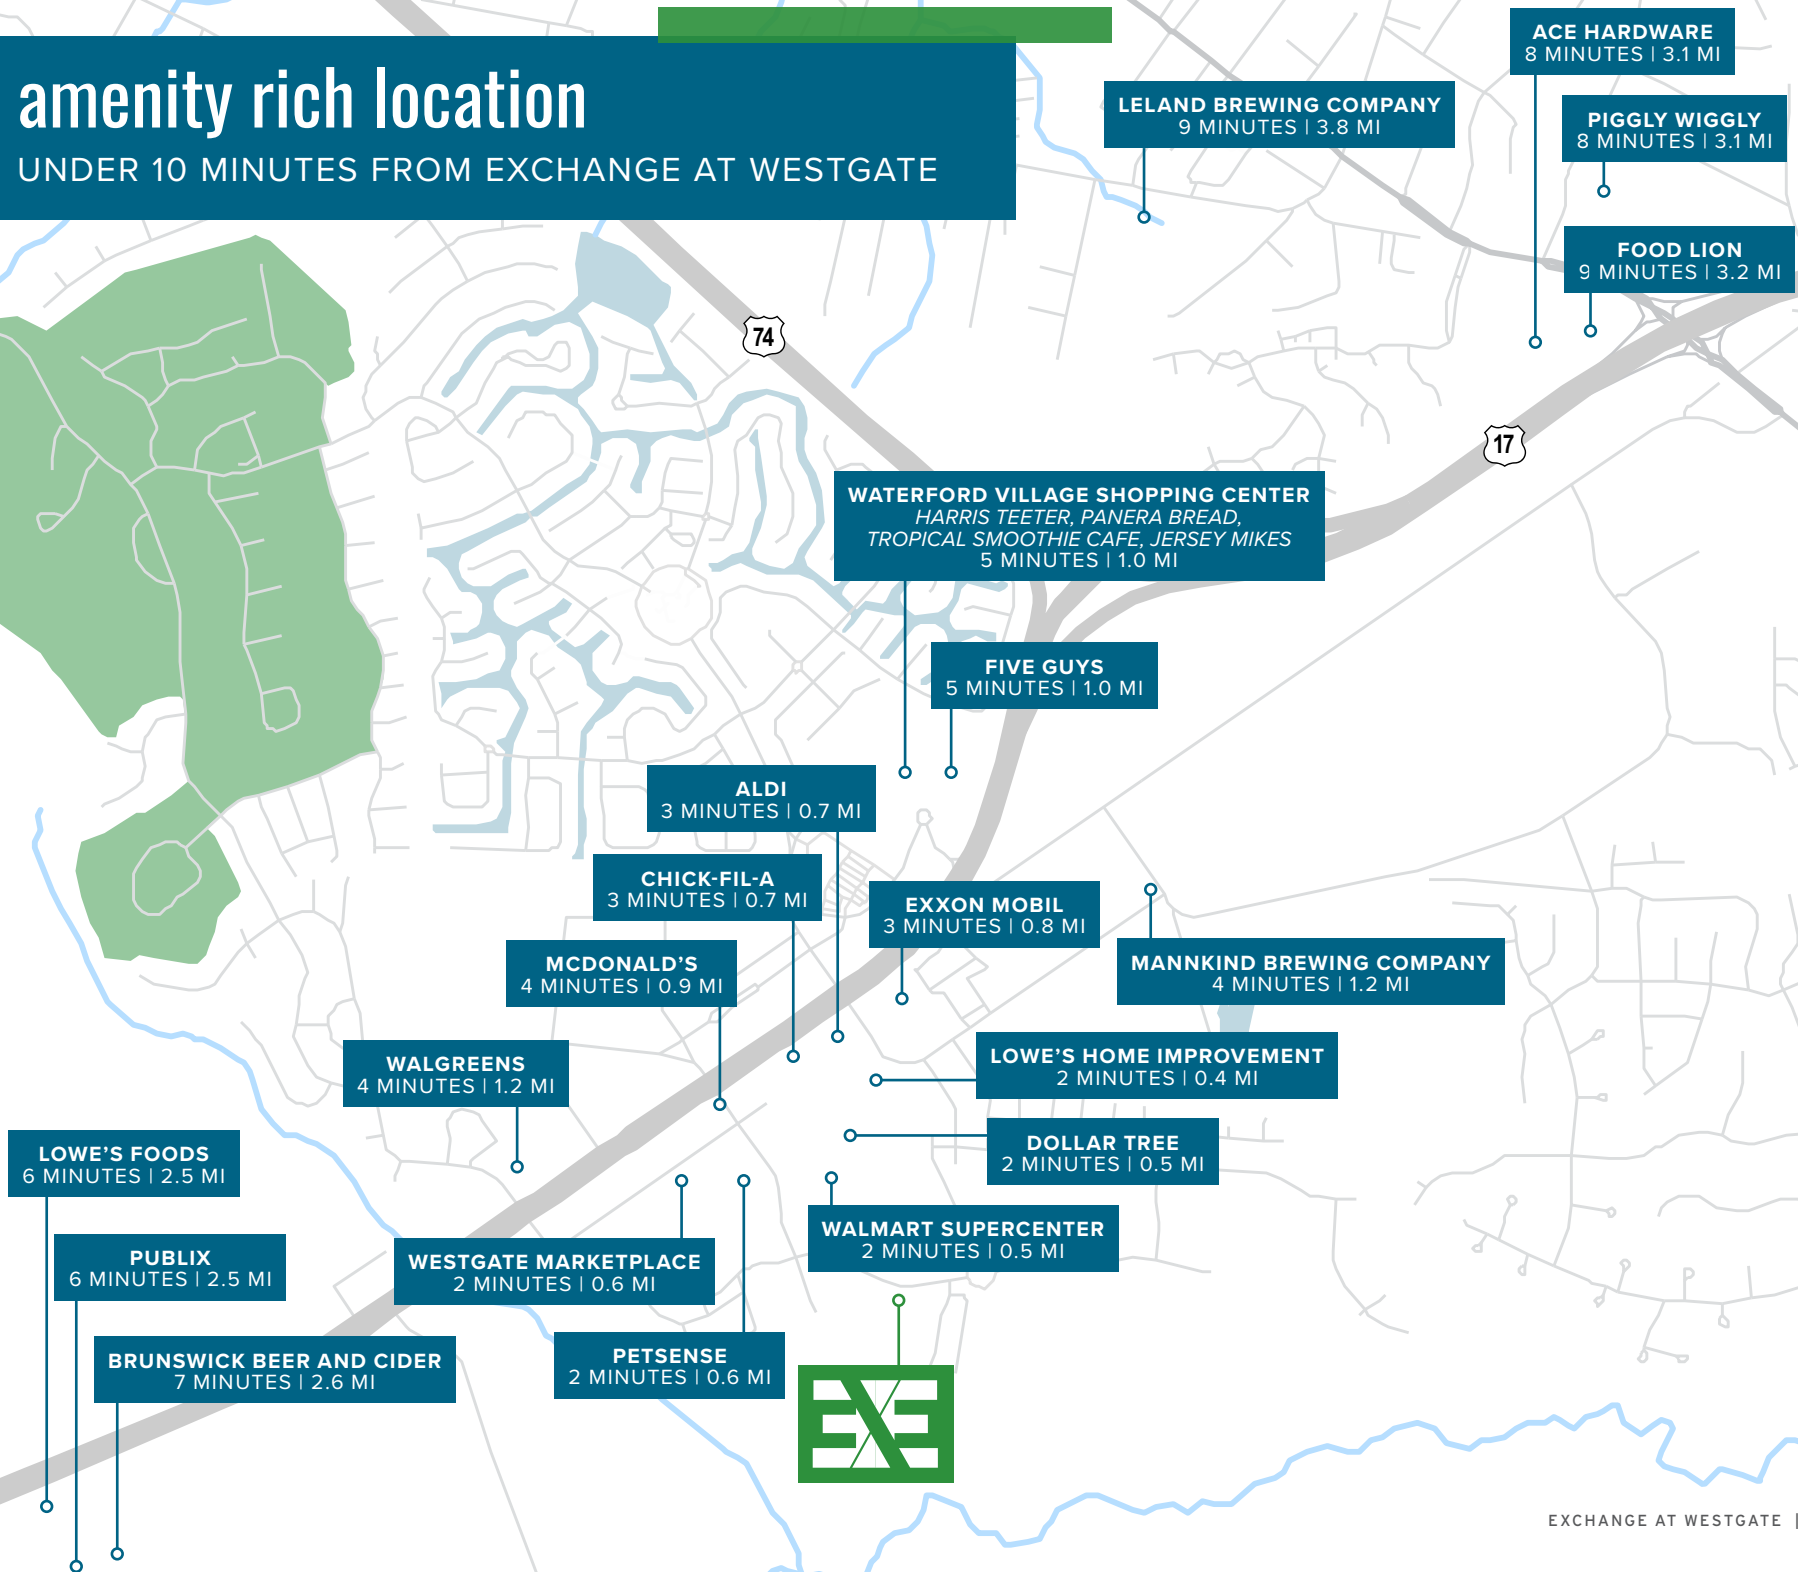 amenity rich location
UNDER 10 MINUTES FROM EXCHANGE AT WESTGATE
ACE HARDWARE
8 MINUTES | 3.1 MI
LELAND BREWING COMPANY
9 MINUTES | 3.8 MI
PIGGLY WIGGLY
8 MINUTES | 3.1 MI
FOOD LION
9 MINUTES | 3.2 MI
74
17
WATERFORD VILLAGE SHOPPING CENTER
HARRIS TEETER, PANERA BREAD,
TROPICAL SMOOTHIE CAFE, JERSEY MIKES
5 MINUTES | 1.0 MI
FIVE GUYS
5 MINUTES | 1.0 MI
ALDI
3 MINUTES | 0.7 MI
CHICK-FIL-A
3 MINUTES | 0.7 MI
EXXON MOBIL
3 MINUTES | 0.8 MI
MCDONALD'S
4 MINUTES | 0.9 MI
MANNKIND BREWING COMPANY
4 MINUTES | 1.2 MI
WALGREENS
4 MINUTES | 1.2 MI
LOWE'S HOME IMPROVEMENT
2 MINUTES | 0.4 MI
DOLLAR TREE
2 MINUTES | 0.5 MI
LOWE'S FOODS
6 MINUTES | 2.5 MI
WALMART SUPERCENTER
2 MINUTES | 0.5 MI
PUBLIX
6 MINUTES | 2.5 MI
WESTGATE MARKETPLACE
2 MINUTES | 0.6 MI
BRUNSWICK BEER AND CIDER
7 MINUTES | 2.6 MI
PETSENSE
2 MINUTES | 0.6 MI
EXE
EXCHANGE AT WESTGATE |